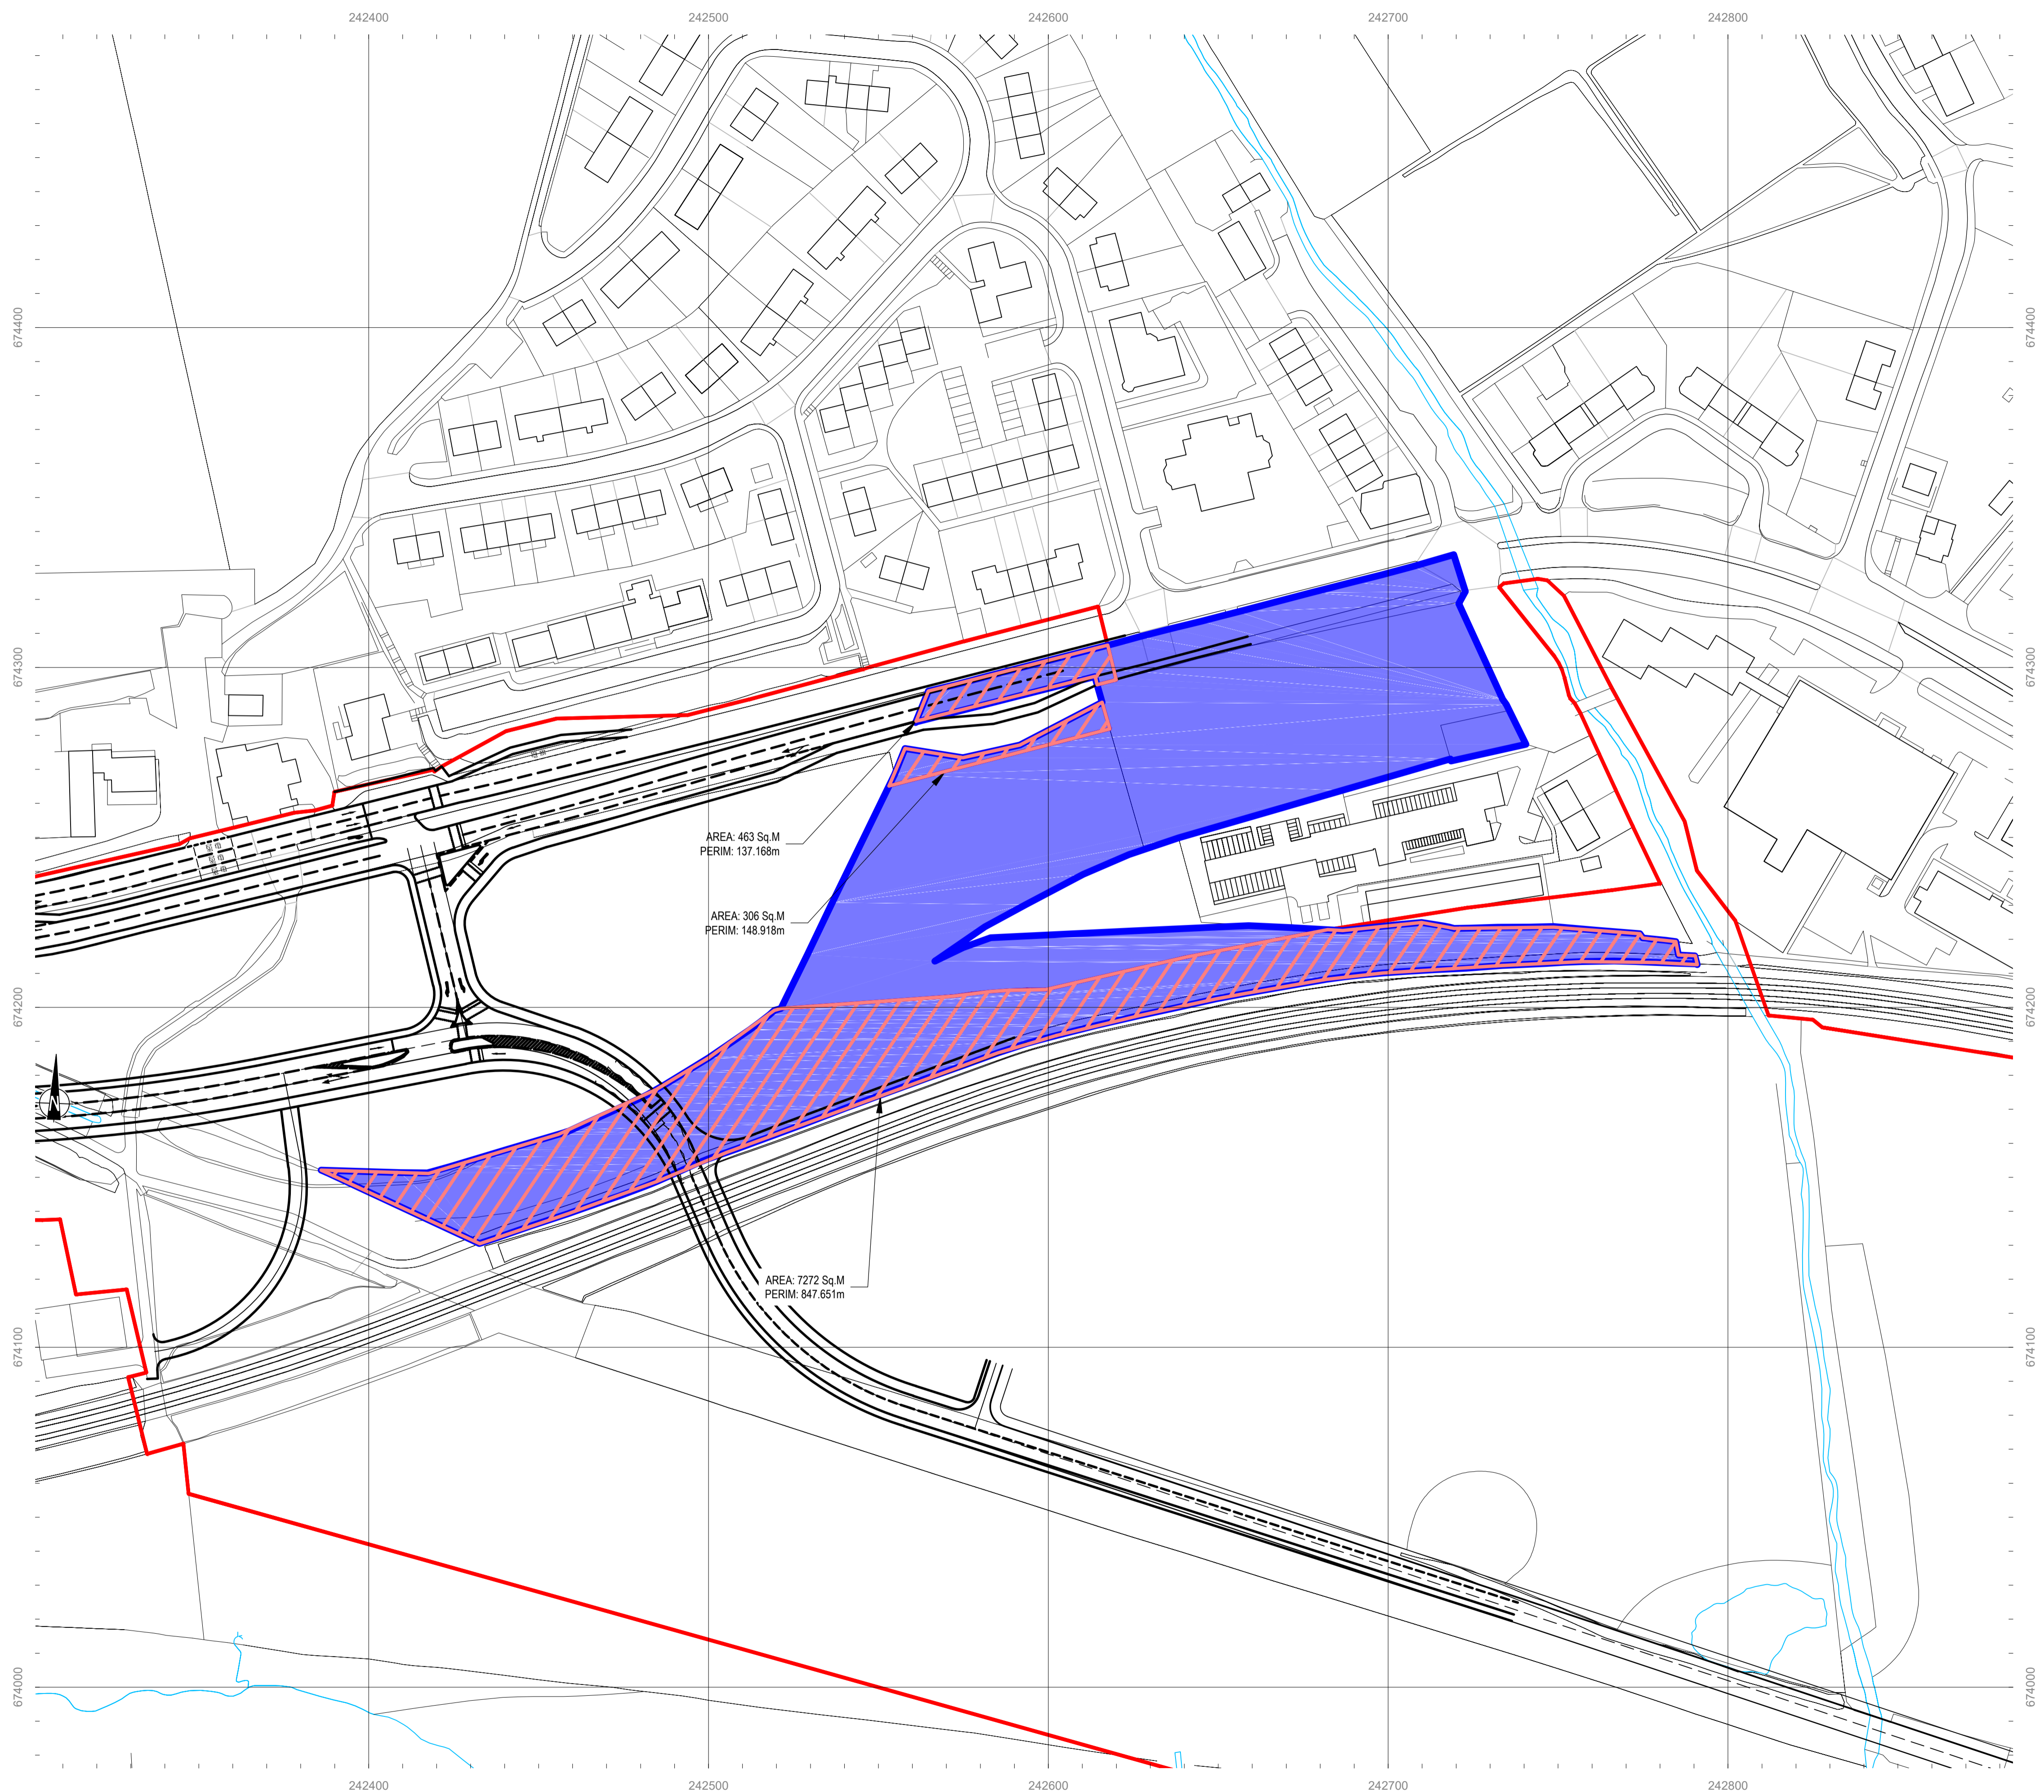 242400 242500 242600 242700 242800
674400 674400
674300 674300
AREA: 463 Sq.M
PERIM: 137.168m
AREA: 306 Sq.M
PERIM: 148.918m
674200 674200
N
AREA: 7272 Sq.M
PERIM: 847.651m
674100 674100
674000 674000
242400 242500 242600 242700 242800